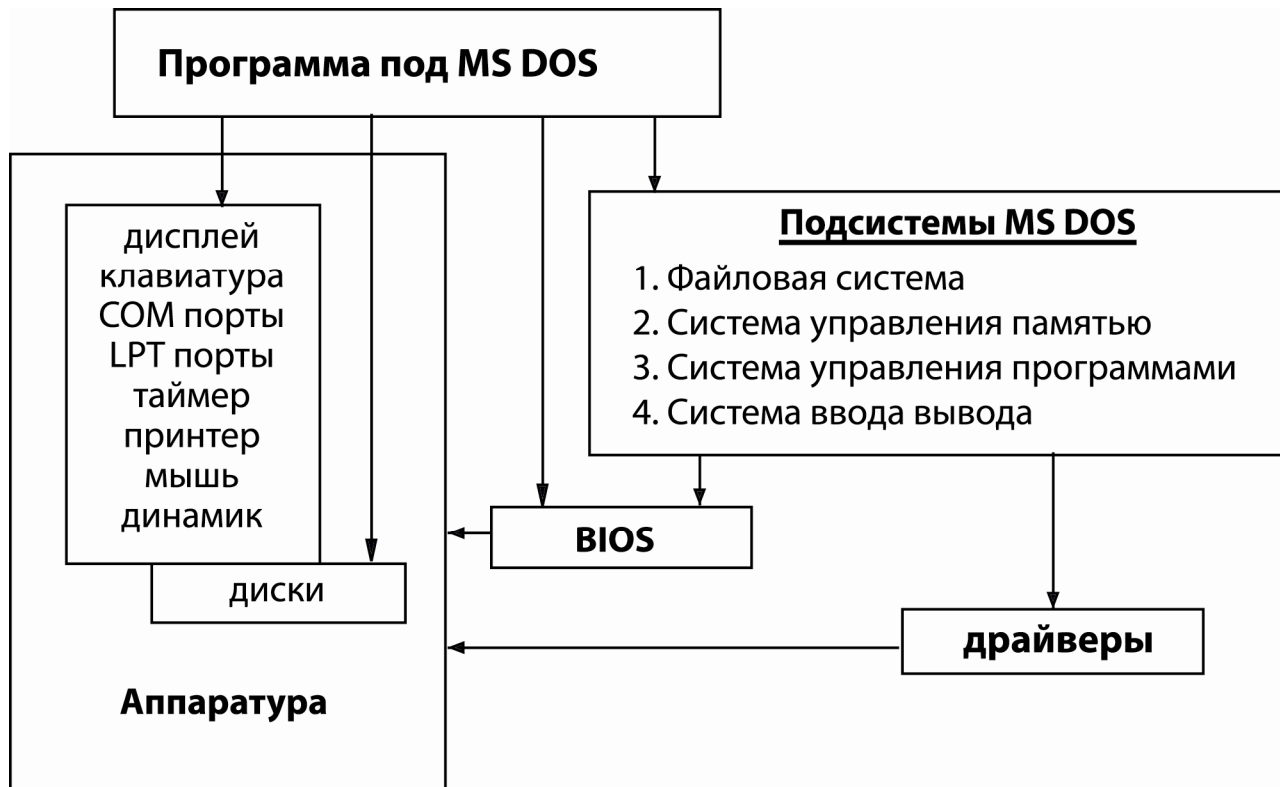 Программа под MS DOS
дисплей
клавиатура
COM порты
LPT порты
таймер
принтер
мышь
динамик
диски
Аппаратура
Подсистемы MS DOS
1. Файловая система
2. Система управления памятью
3. Система управления программами
4. Система ввода вывода
BIOS
драйверы